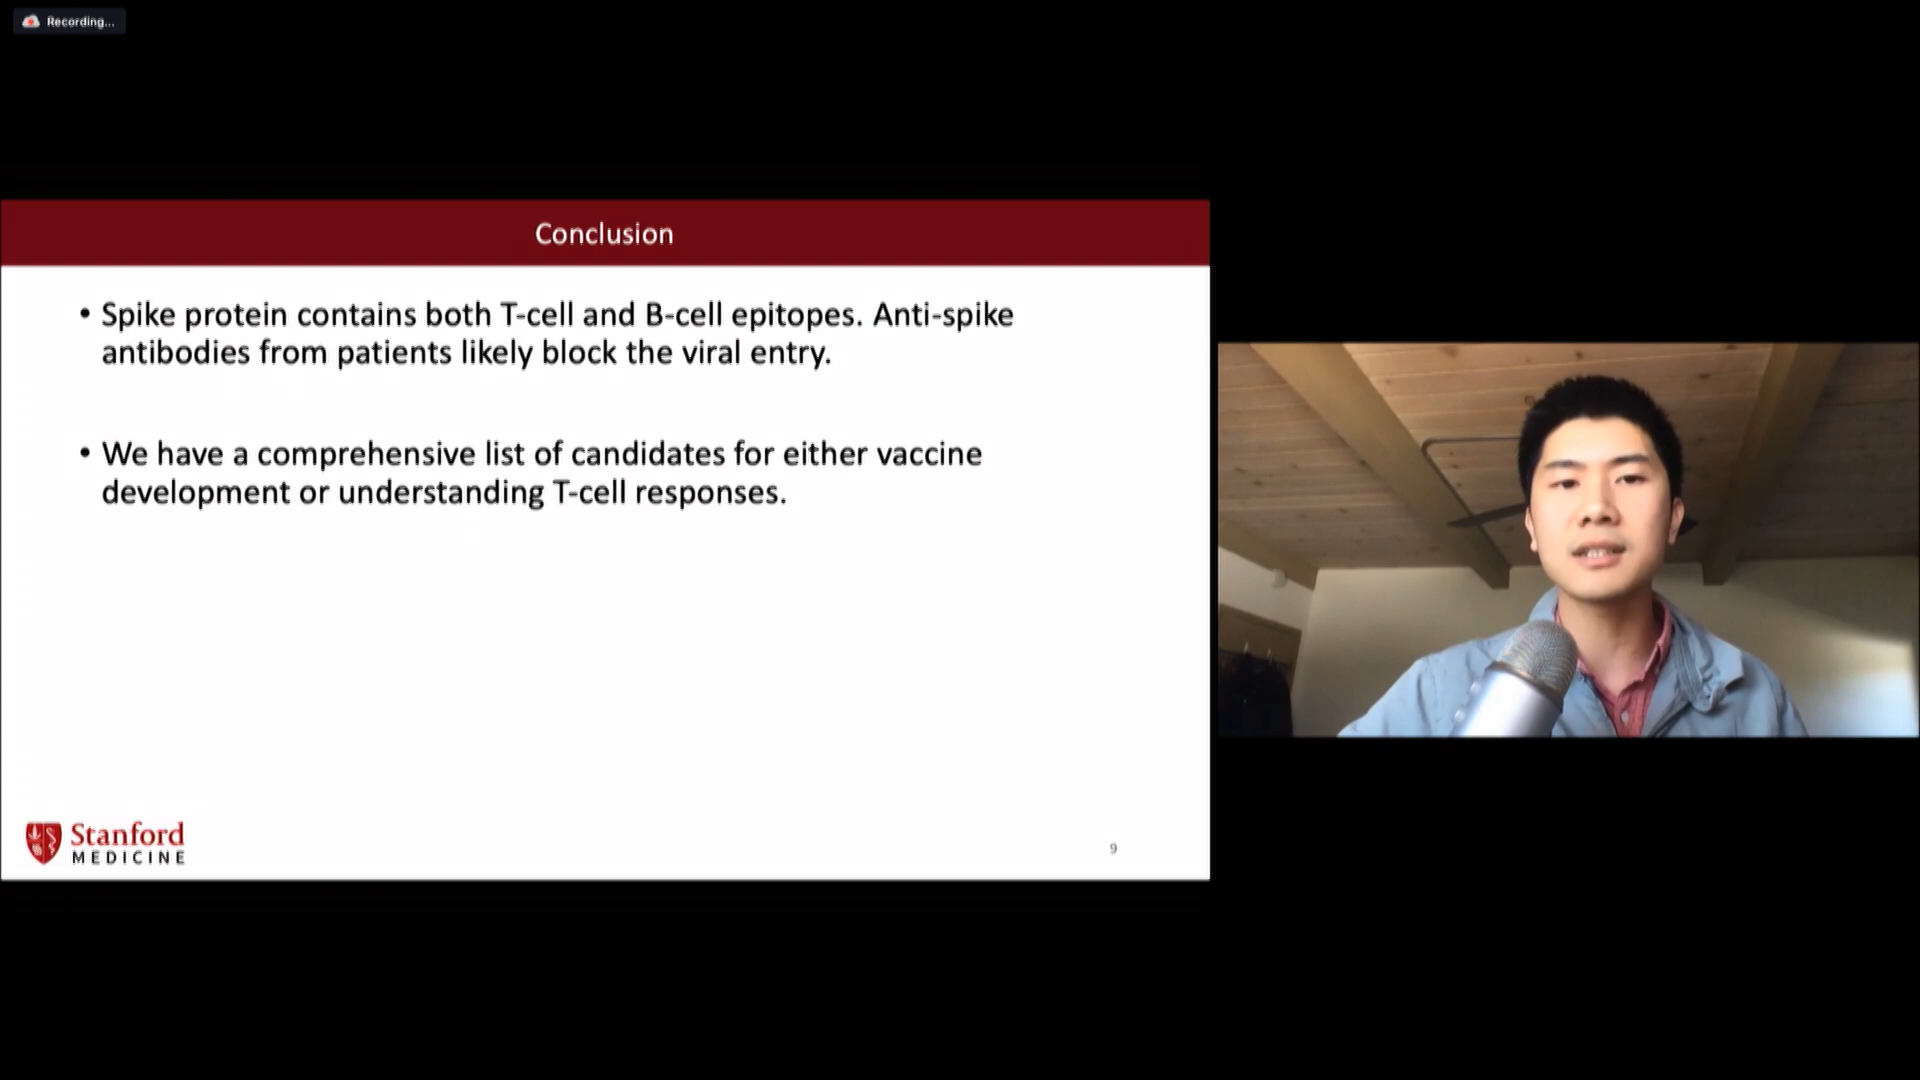 Recording...
Conclusion
• Spike protein contains both T-cell and B-cell epitopes. Anti-spike
antibodies from patients likely block the viral entry.
• We have a comprehensive list of candidates for either vaccine
development or understanding T-cell responses.
Stanford
MEDICINE
9